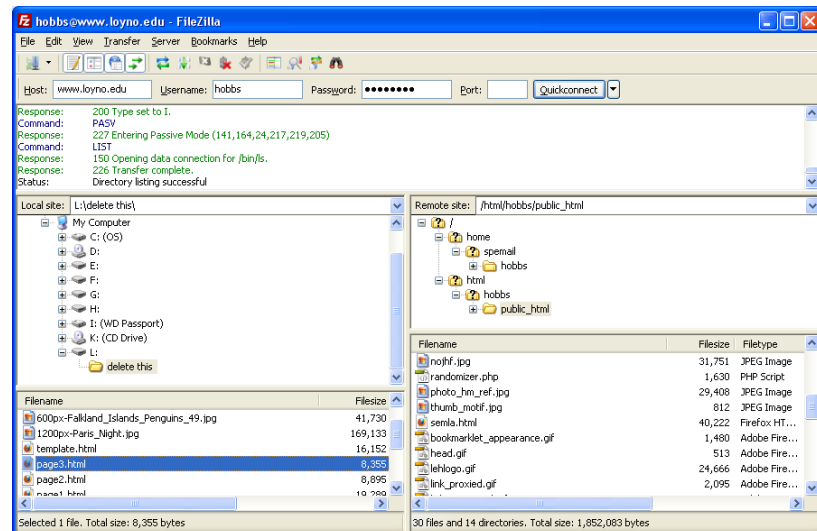 hobbs@www.loyno.edu - FileZilla
File Edit View Transfer Server Bookmarks Help
Host: www.loyno.edu Username: hobbs Password: ●●●●●●●● Port: Quickconnect
Response: 200 Type set to I.
Command: PASV
Response: 227 Entering Passive Mode (141,164,24,217,219,205)
Command: LIST
Response: 150 Opening data connection for /bin/ls.
Response: 226 Transfer complete.
Status: Directory listing successful
Local site: L:\delete this\
My Computer
C: (OS)
D:
E:
F:
G:
H:
I: (WD Passport)
K: (CD Drive)
L:
delete this
Filename Filesize
600px-Falkland_Islands_Penguins_49.jpg 41,730
1200px-Paris_Night.jpg 169,133
template.html 16,152
page3.html 8,355
page2.html 8,895
page1.html 19,289
Selected 1 file. Total size: 8,355 bytes
Remote site: /html/hobbs/public_html
/
home
spemail
hobbs
html
hobbs
public_html
Filename Filesize Filetype
nojhf.jpg 31,751 JPEG Image
randomizer.php 1,630 PHP Script
photo_hm_ref.jpg 29,408 JPEG Image
thumb_motif.jpg 812 JPEG Image
semla.html 40,222 Firefox HT...
bookmarklet_appearance.gif 1,480 Adobe Fire...
head.gif 513 Adobe Fire...
lehlogo.gif 24,666 Adobe Fire...
link_proxied.gif 2,095 Adobe Fire...
30 files and 14 directories. Total size: 1,852,083 bytes